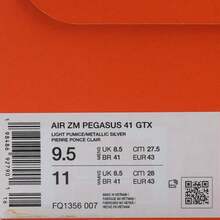 AIR ZM PEGASUS 41 GTX
LIGHT PUMICE/METALLIC SILVER
PIERRE PONCE CLAIR
9.5 UK 8.5 CM 27.5
BR 41 EUR 43
11 UK 8.5 CM 28
BR 41 EUR 43
FQ1356 007